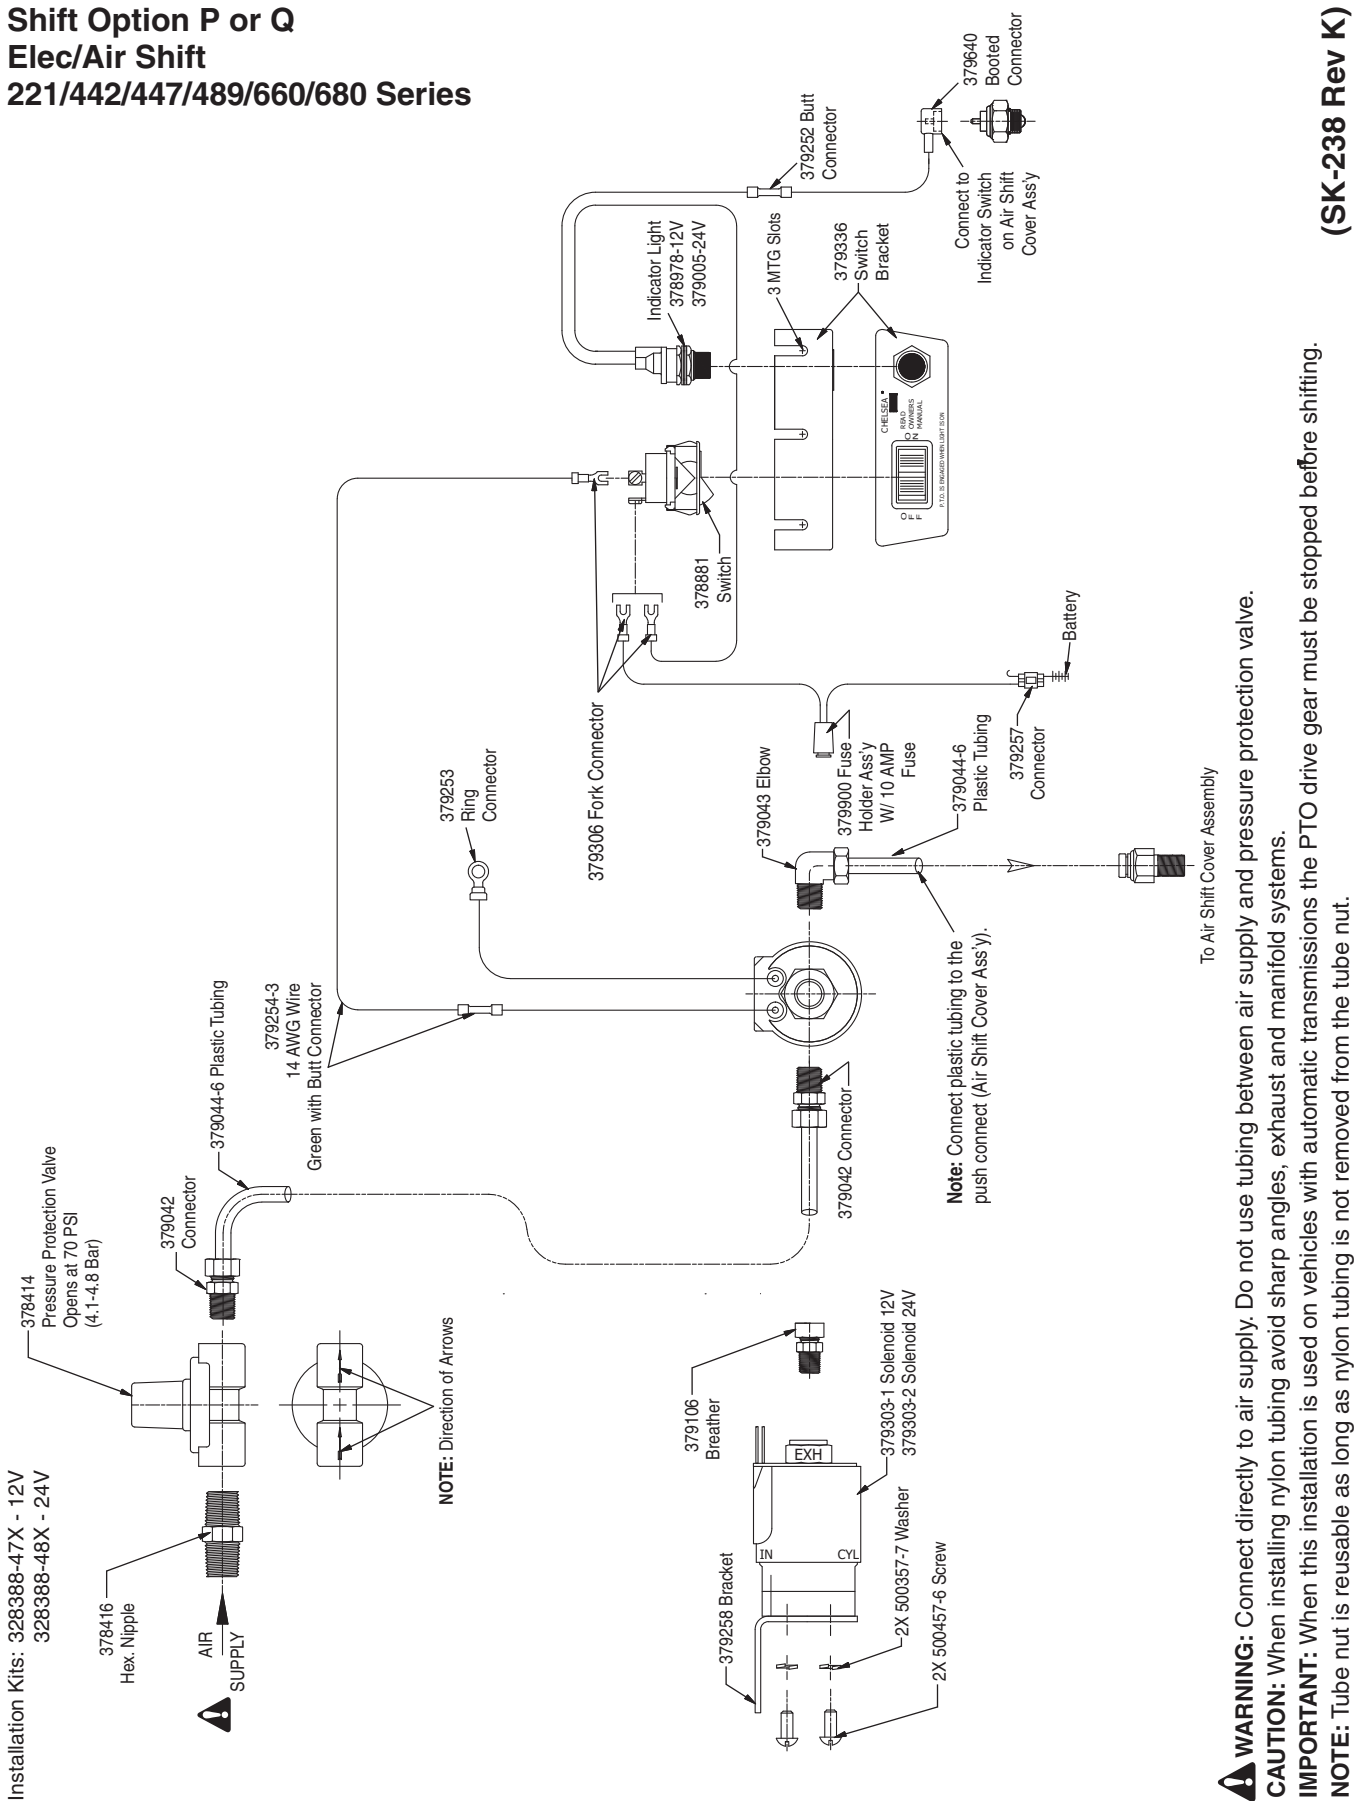 Shift Option P or Q
Elec/Air Shift
221/442/447/489/660/680 Series
(SK-238 Rev K)
Installation Kits: 328388-47X - 12V
328388-48X - 24V
378414
Pressure Protection Valve
Opens at 70 PSI
(4.1-4.8 Bar)
378416
Hex. Nipple
AIR
SUPPLY
379042
Connector
379044-6 Plastic Tubing
NOTE: Direction of Arrows
379254-3
14 AWG Wire
Green with Butt Connector
379253
Ring
Connector
379306 Fork Connector
378881
Switch
Indicator Light
378978-12V
379005-24V
379252 Butt
Connector
3 MTG Slots
379336
Switch
Bracket
CHELSEA
READ
OWNERS
MANUAL
ON
OFF
P.T.O. IS ENGAGED WHEN LIGHT IS ON
379640
Booted
Connector
Connect to
Indicator Switch
on Air Shift
Cover Ass'y
379900 Fuse
Holder Ass'y
W/ 10 AMP
Fuse
379257
Connector
Battery
379043 Elbow
379044-6
Plastic Tubing
To Air Shift Cover Assembly
Note: Connect plastic tubing to the
push connect (Air Shift Cover Ass'y).
379042 Connector
379106
Breather
379303-1 Solenoid 12V
379303-2 Solenoid 24V
EXH
IN
CYL
379258 Bracket
2X 500357-7 Washer
2X 500457-6 Screw
WARNING: Connect directly to air supply. Do not use tubing between air supply and pressure protection valve.
CAUTION: When installing nylon tubing avoid sharp angles, exhaust and manifold systems.
IMPORTANT: When this installation is used on vehicles with automatic transmissions the PTO drive gear must be stopped before shifting.
NOTE: Tube nut is reusable as long as nylon tubing is not removed from the tube nut.